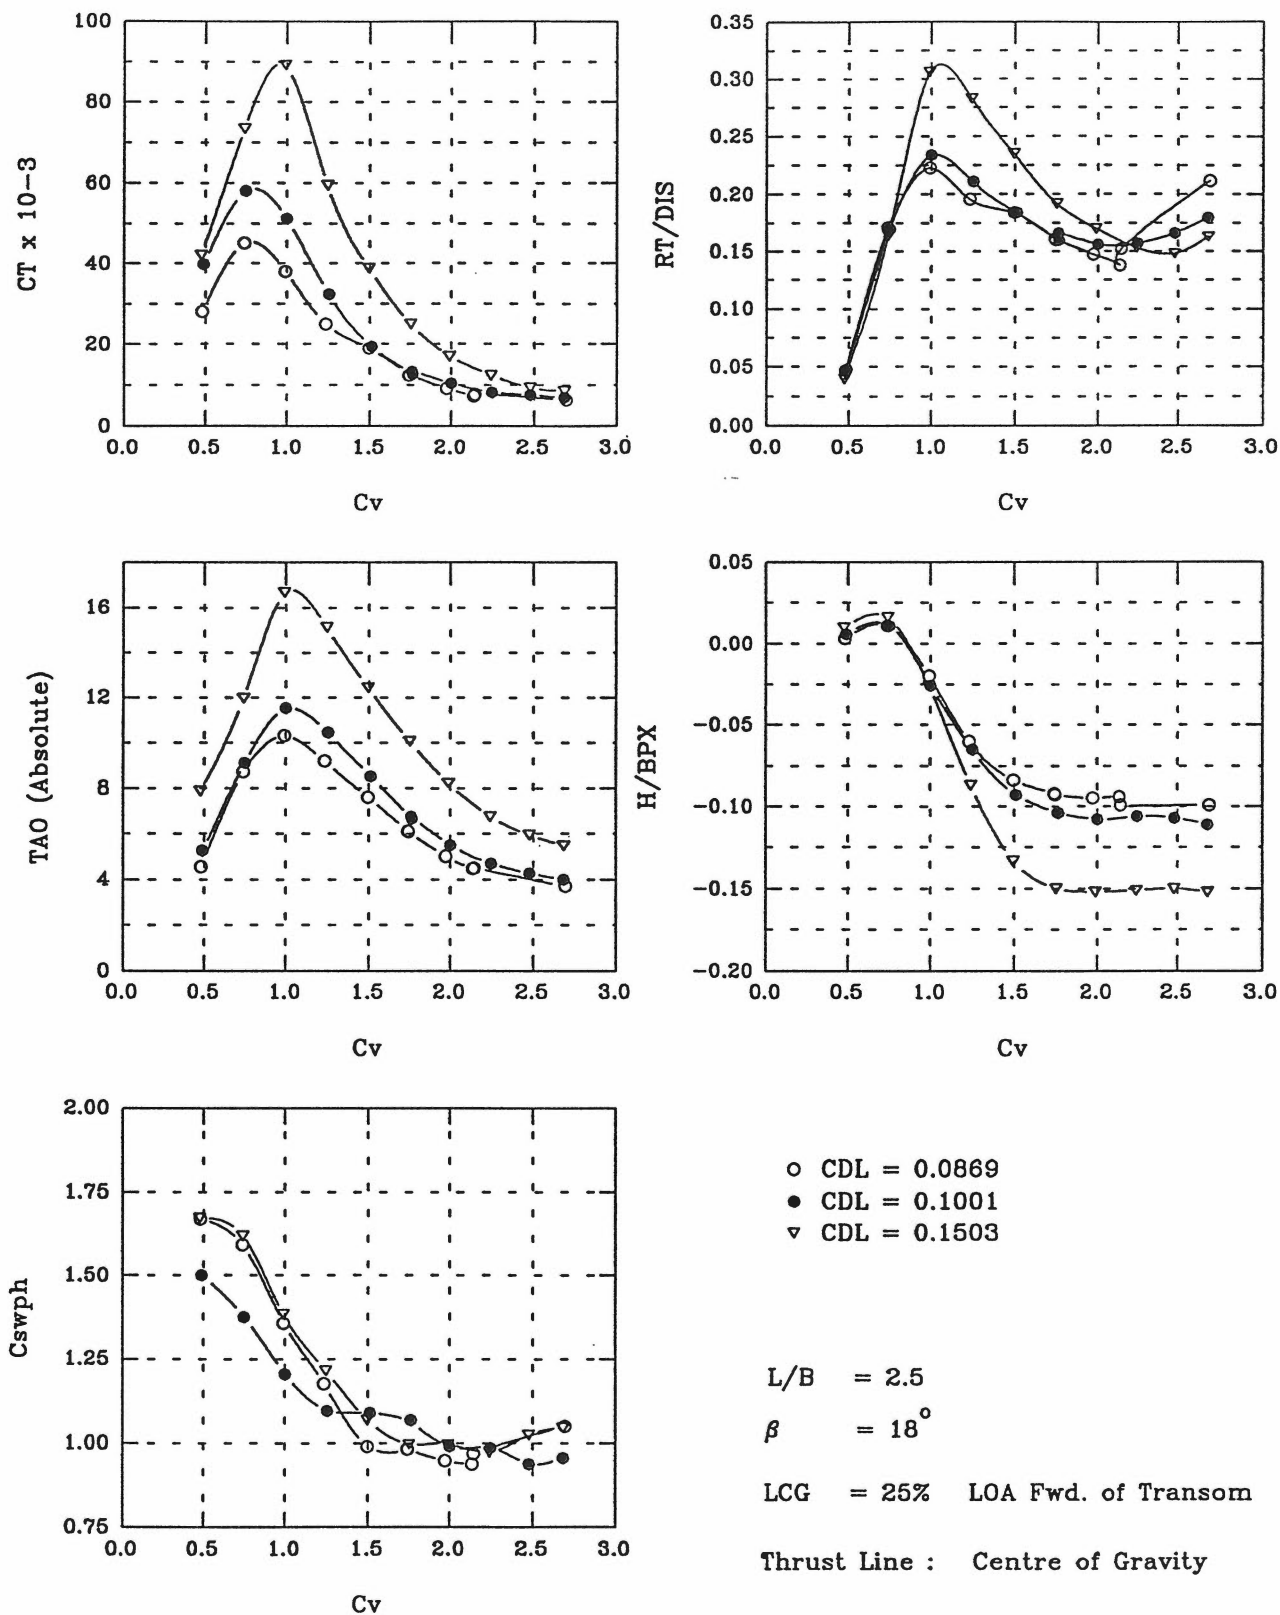 100
80
60
40
20
0
CT x 10−3
0.0 0.5 1.0 1.5 2.0 2.5 3.0
Cv
0.35
0.30
0.25
0.20
0.15
0.10
0.05
0.00
RT/DIS
0.0 0.5 1.0 1.5 2.0 2.5 3.0
Cv
16
12
8
4
0
TAO (Absolute)
0.0 0.5 1.0 1.5 2.0 2.5 3.0
Cv
0.05
0.00
−0.05
−0.10
−0.15
−0.20
H/BPX
0.0 0.5 1.0 1.5 2.0 2.5 3.0
Cv
2.00
1.75
1.50
1.25
1.00
0.75
Cswph
0.0 0.5 1.0 1.5 2.0 2.5 3.0
Cv
CDL = 0.0869
CDL = 0.1001
CDL = 0.1503
L/B = 2.5
β = 18°
LCG = 25% LOA Fwd. of Transom
Thrust Line : Centre of Gravity